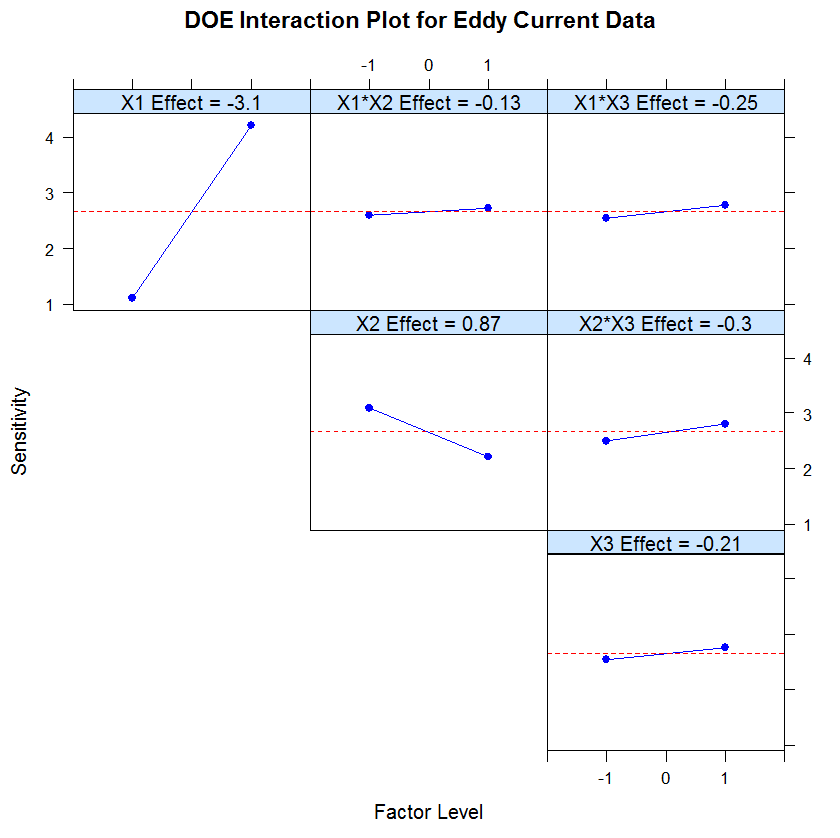 DOE Interaction Plot for Eddy Current Data
-1 0 1
X1 Effect = -3.1 X1*X2 Effect = -0.13 X1*X3 Effect = -0.25
4
3
2
1
X2 Effect = 0.87 X2*X3 Effect = -0.3
4
3
2
1
Sensitivity
X3 Effect = -0.21
-1 0 1
Factor Level